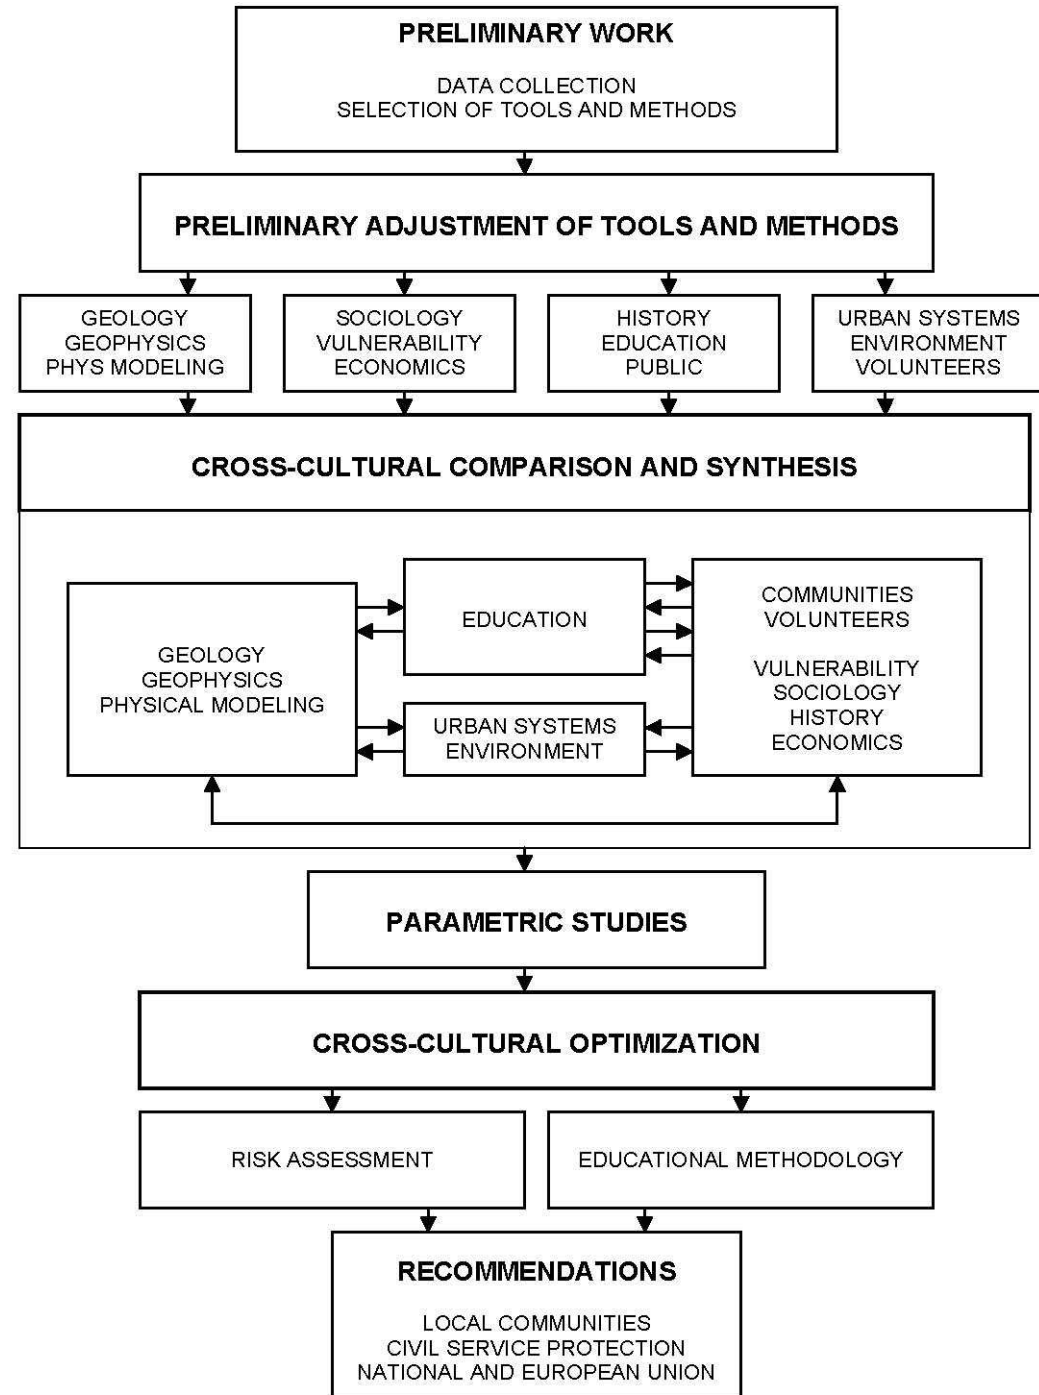 PRELIMINARY WORK
DATA COLLECTION
SELECTION OF TOOLS AND METHODS
PRELIMINARY ADJUSTMENT OF TOOLS AND METHODS
GEOLOGY
GEOPHYSICS
PHYS MODELING
SOCIOLOGY
VULNERABILITY
ECONOMICS
HISTORY
EDUCATION
PUBLIC
URBAN SYSTEMS
ENVIRONMENT
VOLUNTEERS
CROSS-CULTURAL COMPARISON AND SYNTHESIS
GEOLOGY
GEOPHYSICS
PHYSICAL MODELING
EDUCATION
URBAN SYSTEMS
ENVIRONMENT
COMMUNITIES
VOLUNTEERS
VULNERABILITY
SOCIOLOGY
HISTORY
ECONOMICS
PARAMETRIC STUDIES
CROSS-CULTURAL OPTIMIZATION
RISK ASSESSMENT
EDUCATIONAL METHODOLOGY
RECOMMENDATIONS
LOCAL COMMUNITIES
CIVIL SERVICE PROTECTION
NATIONAL AND EUROPEAN UNION